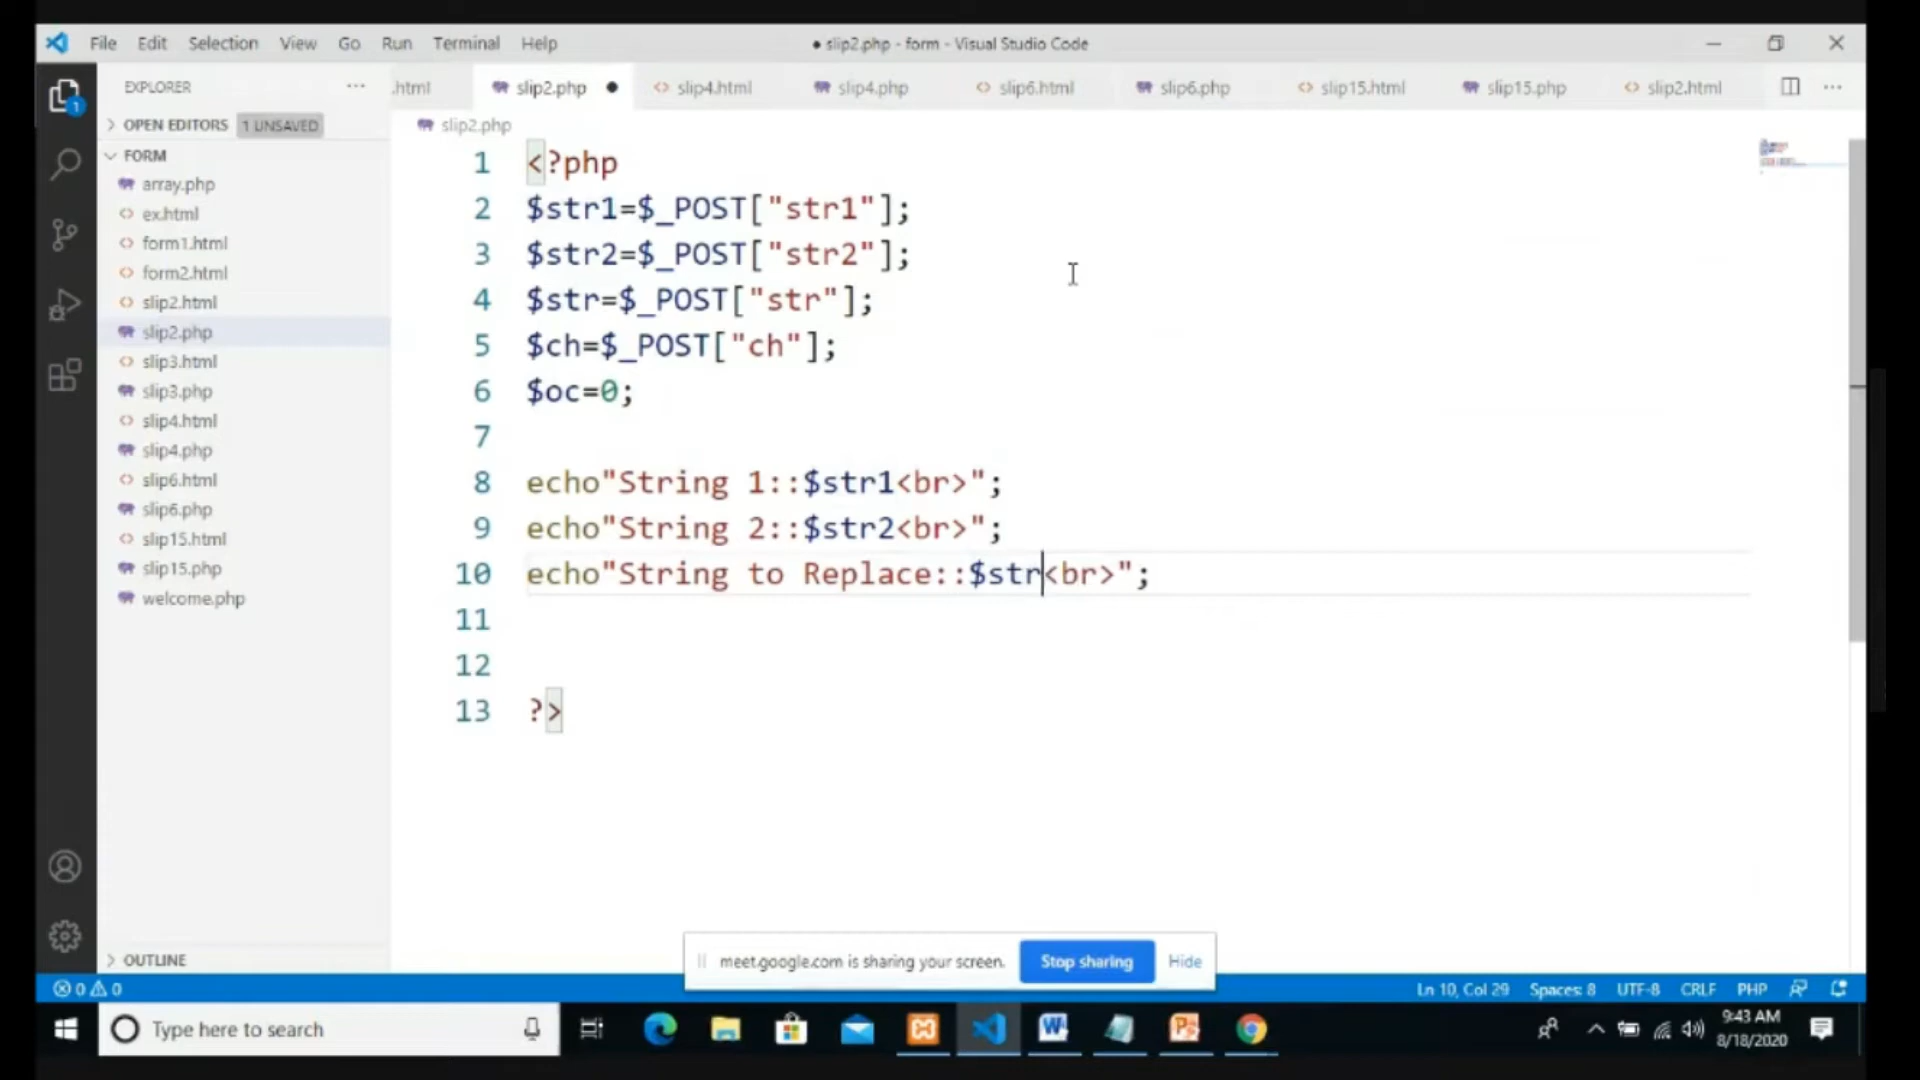 File Edit Selection View Go Run Terminal Help
● slip2.php - form - Visual Studio Code
EXPLORER
.html
slip2.php
slip4.html
slip4.php
slip6.html
slip6.php
slip15.html
slip15.php
slip2.html
OPEN EDITORS 1 UNSAVED
slip2.php
FORM
array.php
ex.html
form1.html
form2.html
slip2.html
slip2.php
slip3.html
slip3.php
slip4.html
slip4.php
slip6.html
slip6.php
slip15.html
slip15.php
welcome.php
OUTLINE
1 <?php
2 $str1=$_POST["str1"];
3 $str2=$_POST["str2"];
4 $str=$_POST["str"];
5 $ch=$_POST["ch"];
6 $oc=0;
7
8 echo"String 1::$str1<br>";
9 echo"String 2::$str2<br>";
10 echo"String to Replace::$str<br>";
11
12
13 ?>
meet.google.com is sharing your screen. Stop sharing Hide
0 0
Ln 10, Col 29 Spaces: 8 UTF-8 CRLF PHP
1
Type here to search
9:43 AM
8/18/2020